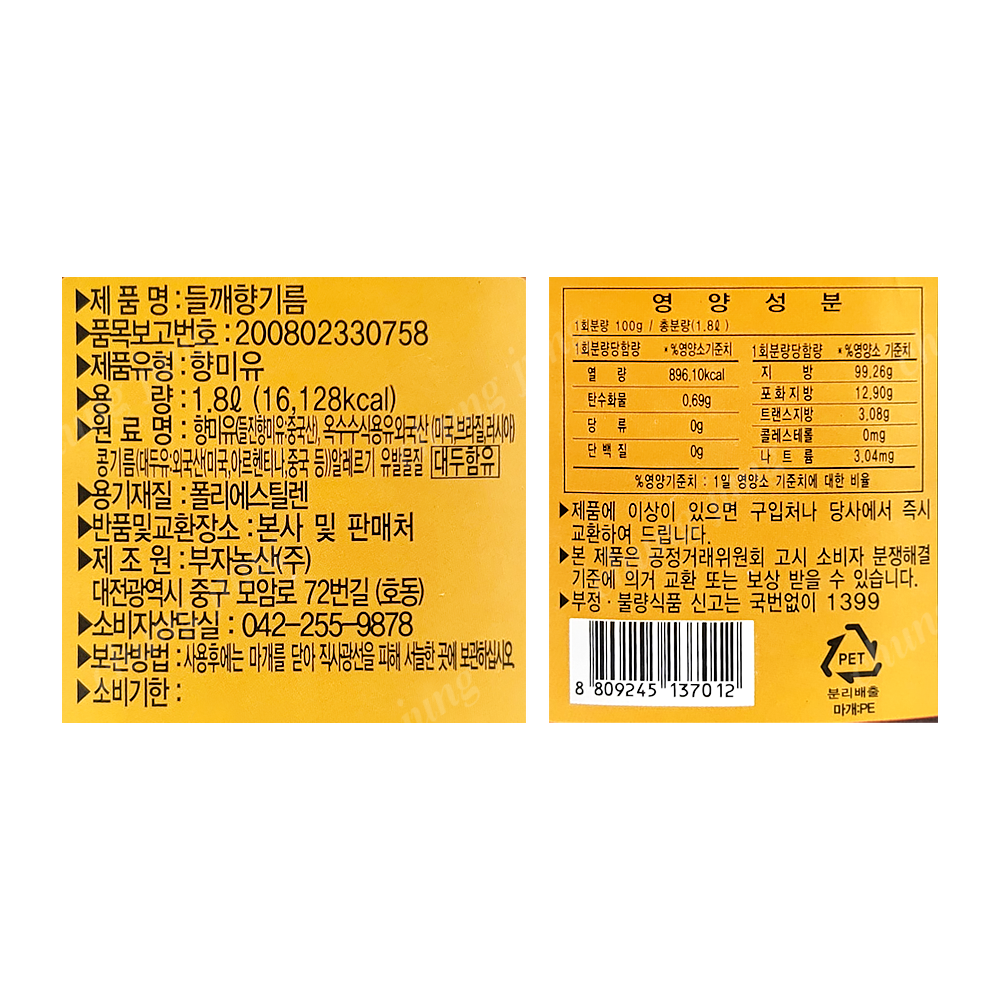 ▶제 품 명 : 들깨향기름
▶품목보고번호 : 200802330758
▶제품유형 : 향미유
▶용 량 : 1.8ℓ (16,128kcal)
▶원 료 명 : 향미유(들진향미유:중국산), 옥수수식용유외국산 (미국,브라질,러시아)
콩기름(대두유:외국산미국,아르헨티나,중국 등)/알레르기 유발물질 대두함유
▶용기재질 : 폴리에스틸렌
▶반품및교환장소 : 본사 및 판매처
▶제 조 원 : 부자농산(주)
대전광역시 중구 모암로 72번길 (호동)
▶소비자상담실 : 042-255-9878
▶보관방법 : 사용후에는 마개를 닫아 직사광선을 피해 서늘한 곳에 보관하십시오.
▶소비기한 :
영 양 성 분
1회분량 100g / 총분량(1.8ℓ)
1회분량당함량 *%영양소기준치 1회분량당함량 *%영양소 기준치
열 량 896.10kcal
탄수화물 0.69g
당 류 0g
단 백 질 0g
지 방 99.26g
포 화 지 방 12.90g
트랜스지방 3.08g
콜레스테롤 0mg
나 트 륨 3.04mg
%영양기준치 : 1일 영양소 기준치에 대한 비율
▶제품에 이상이 있으면 구입처나 당사에서 즉시
교환하여 드립니다.
▶본 제품은 공정거래위원회 고시 소비자 분쟁해결
기준에 의거 교환 또는 보상 받을 수 있습니다.
▶부정·불량식품 신고는 국번없이 1399
8 809245 137012
PET
분리배출
마개:PE